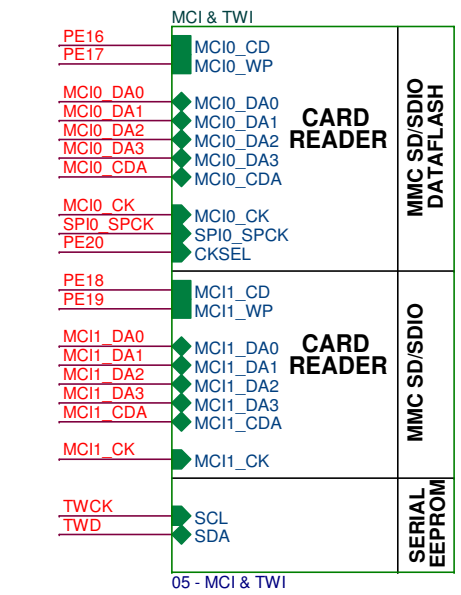 MCI & TWI
PE16
MCI0_CD
PE17
MCI0_WP
MCI0_DA0
MCI0_DA0
MCI0_DA1
MCI0_DA1
MCI0_DA2
MCI0_DA2
MCI0_DA3
MCI0_DA3
MCI0_CDA
MCI0_CDA
CARD
READER
MMC SD/SDIO
DATAFLASH
MCI0_CK
MCI0_CK
SPI0_SPCK
SPI0_SPCK
PE20
CKSEL
PE18
MCI1_CD
PE19
MCI1_WP
MCI1_DA0
MCI1_DA0
MCI1_DA1
MCI1_DA1
MCI1_DA2
MCI1_DA2
MCI1_DA3
MCI1_DA3
MCI1_CDA
MCI1_CDA
CARD
READER
MMC SD/SDIO
MCI1_CK
MCI1_CK
TWCK
SCL
TWD
SDA
SERIAL
EEPROM
05 - MCI & TWI